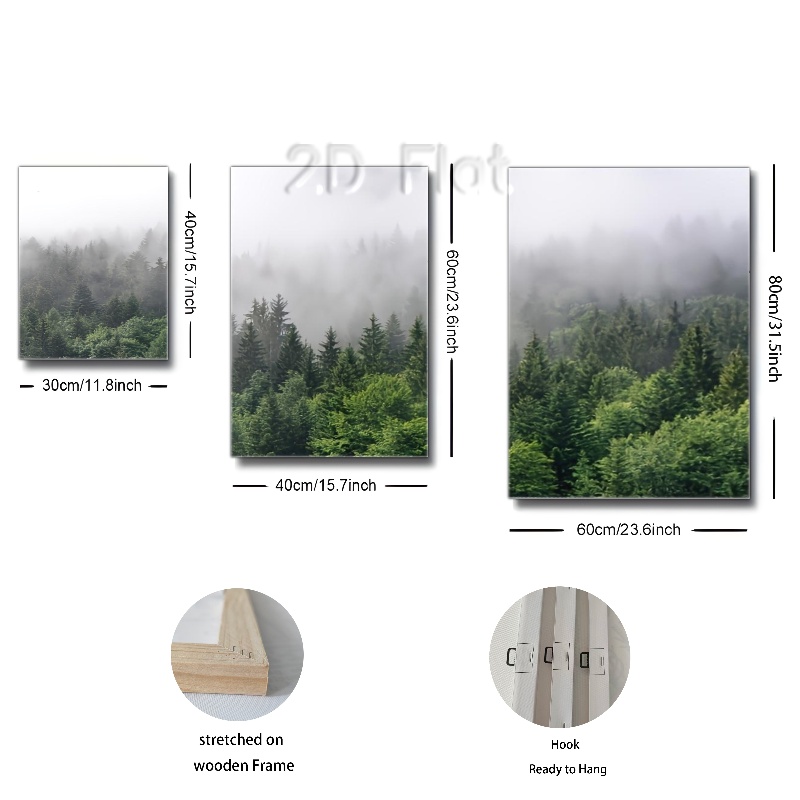 2D Flat
40cm/15.7inch
30cm/11.8inch
60cm/23.6inch
40cm/15.7inch
80cm/31.5inch
60cm/23.6inch
stretched on
wooden Frame
Hook
Ready to Hang